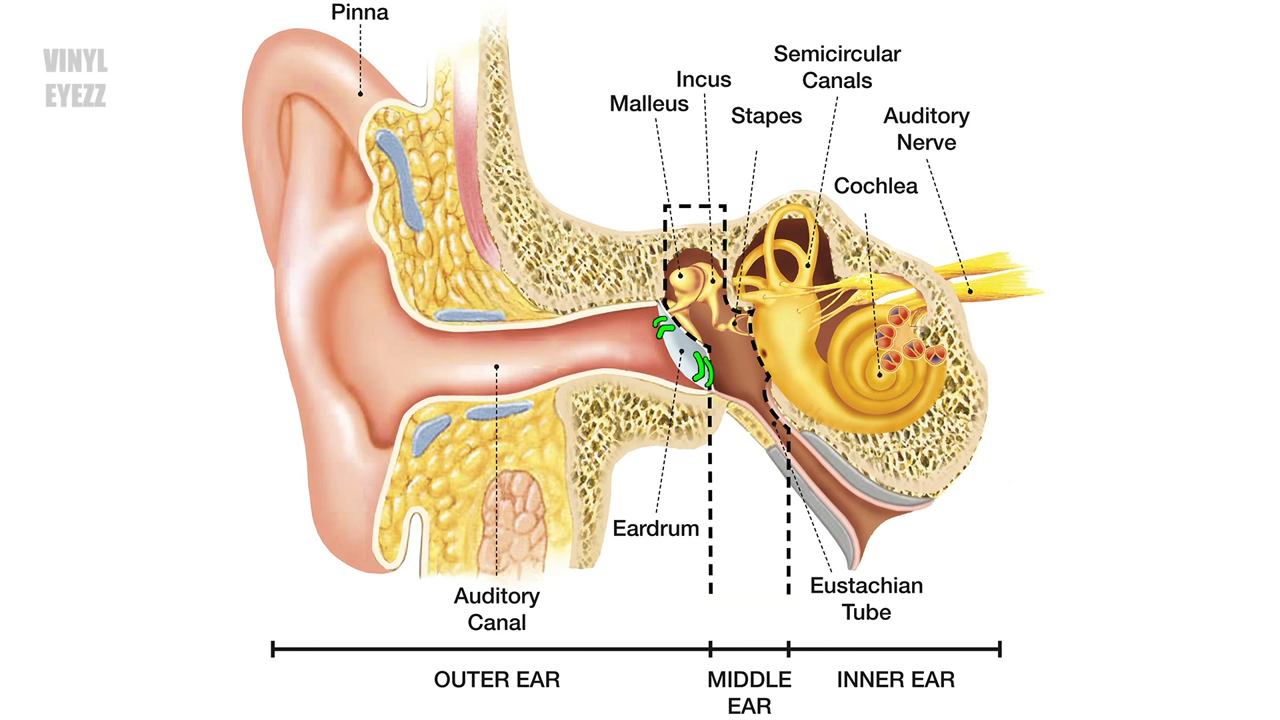 Pinna
VINYL
EYEZZ
Semicircular
Canals
Incus
Malleus
Stapes
Auditory
Nerve
Cochlea
Eardrum
Eustachian
Tube
Auditory
Canal
OUTER EAR
MIDDLE
EAR
INNER EAR